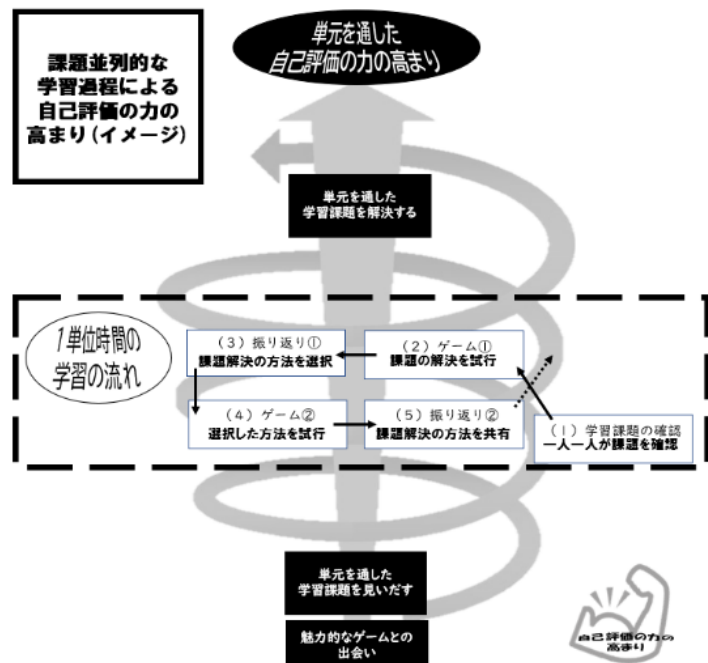 単元を通した
自己評価の力の高まり
課題並列的な
学習過程による
自己評価の力の
高まり(イメージ)
単元を通した
学習課題を解決する
1単位時間の
学習の流れ
(3)振り返り①
課題解決の方法を選択
(2)ゲーム①
課題の解決を試行
(4)ゲーム②
選択した方法を試行
(5)振り返り②
課題解決の方法を共有
(1)学習課題の確認
一人一人が課題を確認
単元を通した
学習課題を見いだす
魅力的なゲームとの
出会い
自己評価の力の
高まり